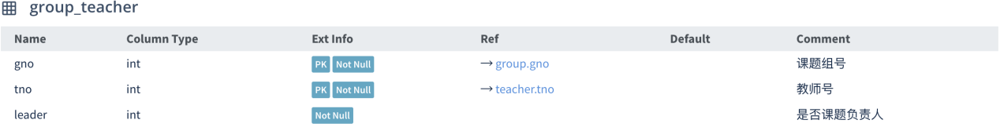 group_teacher
Name Column Type Ext Info Ref Default Comment
gno int PK Not Null → group.gno 课题组号
tno int PK Not Null → teacher.tno 教师号
leader int Not Null 是否课题负责人